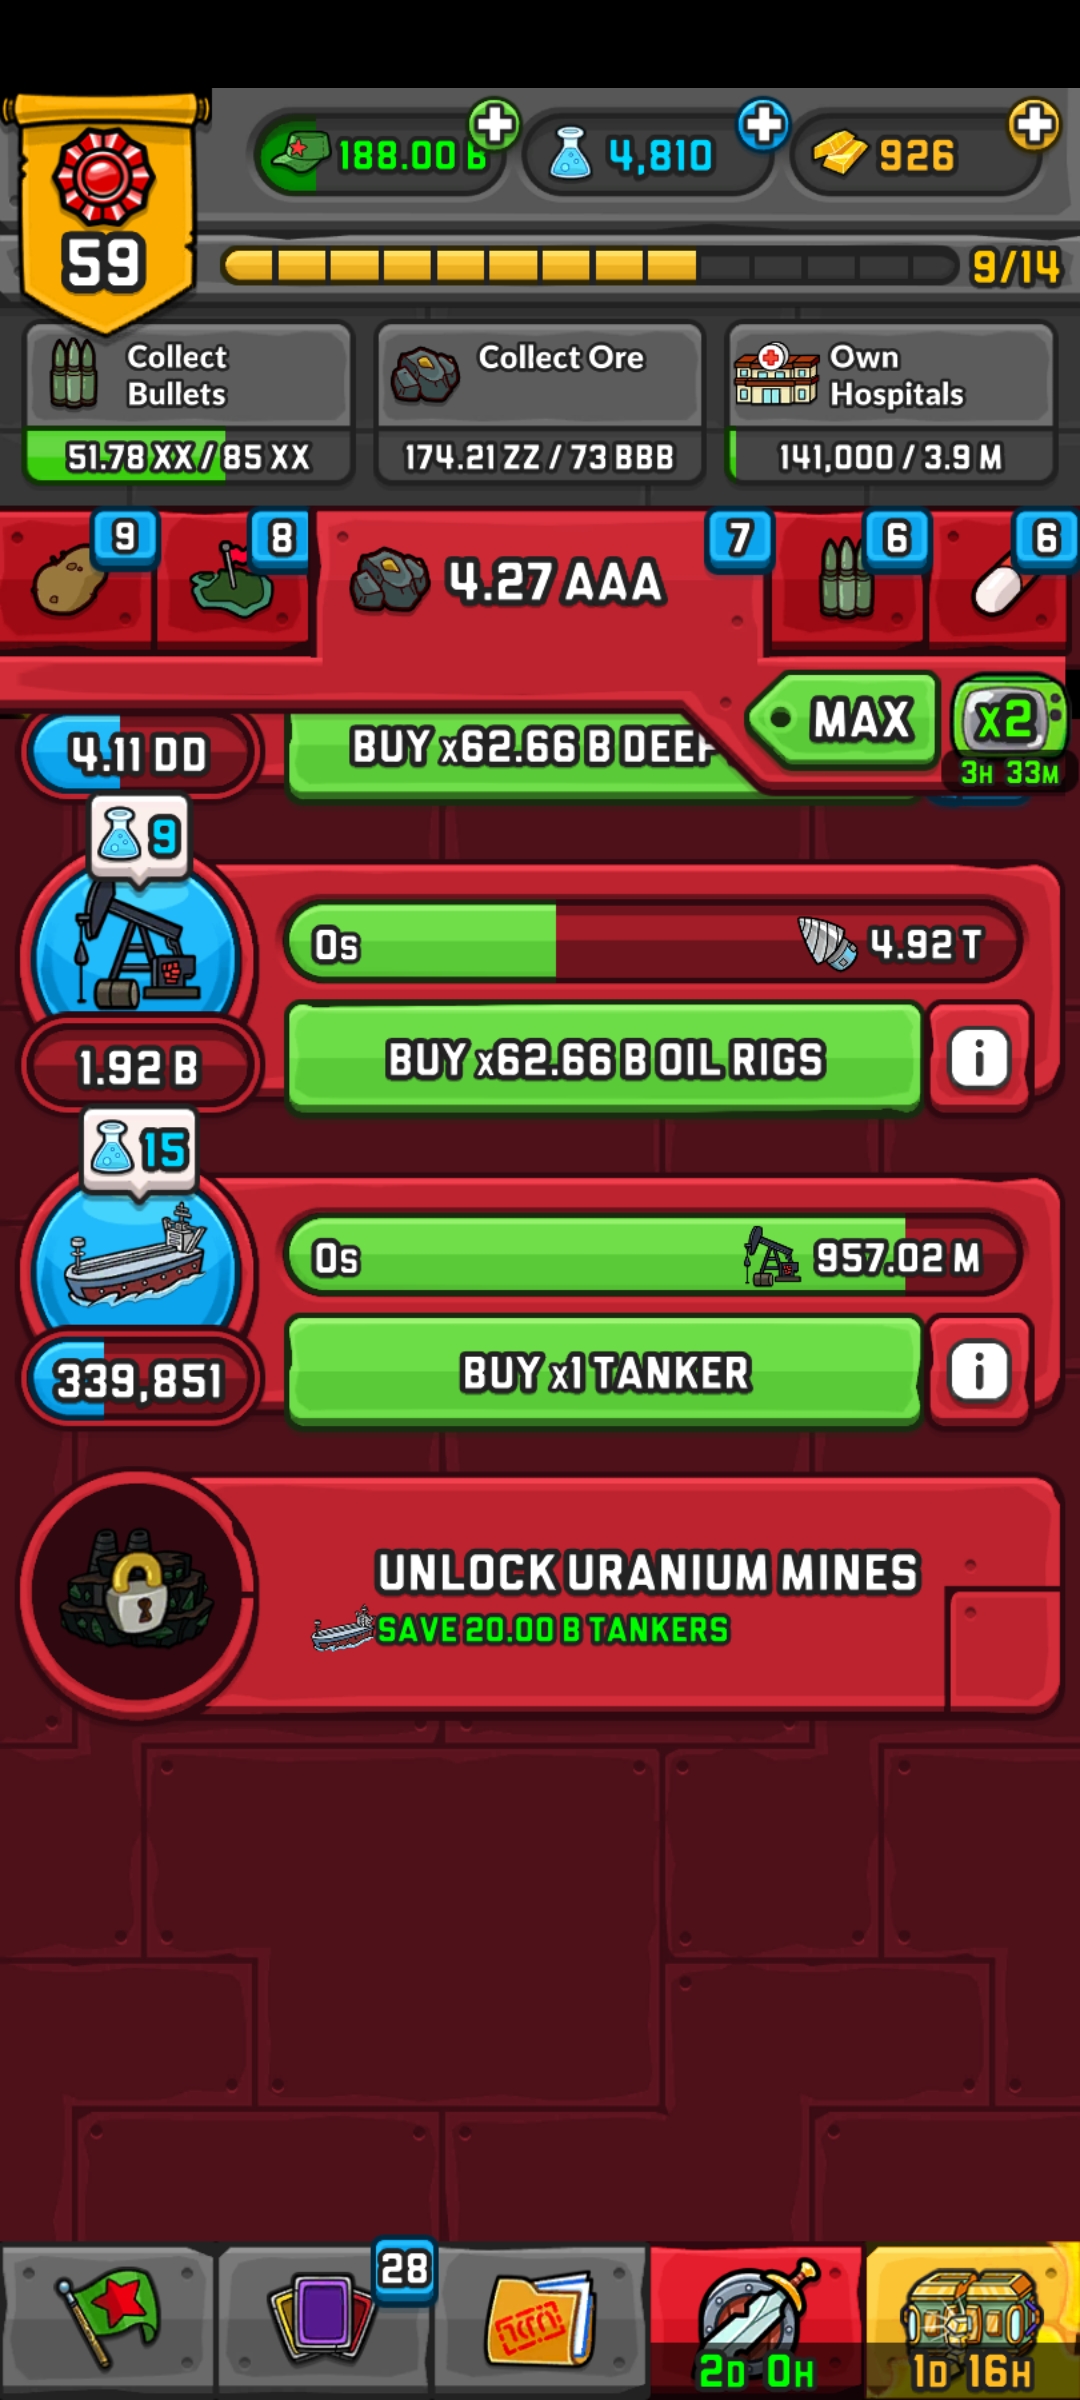 188.00 B
4,810
926
59
9/14
Collect
Bullets
51.78 XX / 85 XX
Collect Ore
174.21 ZZ / 73 BBB
Own
Hospitals
141,000 / 3.9 M
9
8
4.27 AAA
7
6
6
MAX
x2
3H 33M
4.11 DD
BUY x62.66 B DEEP
9
0s
4.92 T
1.92 B
BUY x62.66 B OIL RIGS
i
15
0s
957.02 M
339,851
BUY x1 TANKER
i
UNLOCK URANIUM MINES
SAVE 20.00 B TANKERS
28
2D 0H
1D 16H